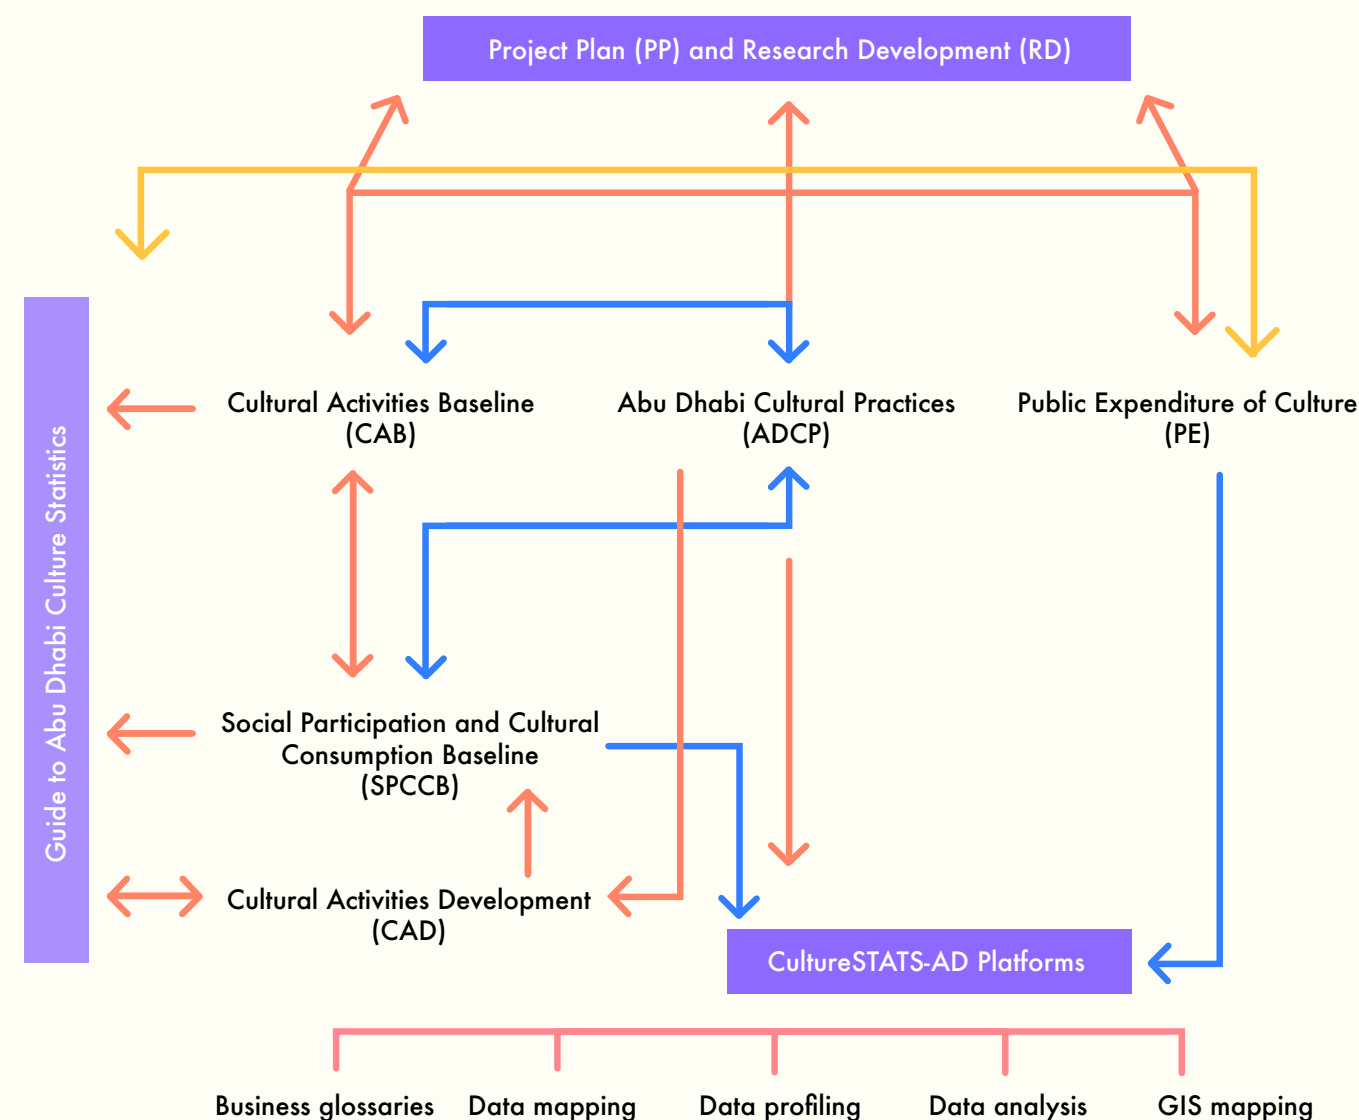 Project Plan (PP) and Research Development (RD)
Guide to Abu Dhabi Culture Statistics
Cultural Activities Baseline
(CAB)
Abu Dhabi Cultural Practices
(ADCP)
Public Expenditure of Culture
(PE)
Social Participation and Cultural
Consumption Baseline
(SPCCB)
Cultural Activities Development
(CAD)
CultureSTATS-AD Platforms
Business glossaries
Data mapping
Data profiling
Data analysis
GIS mapping